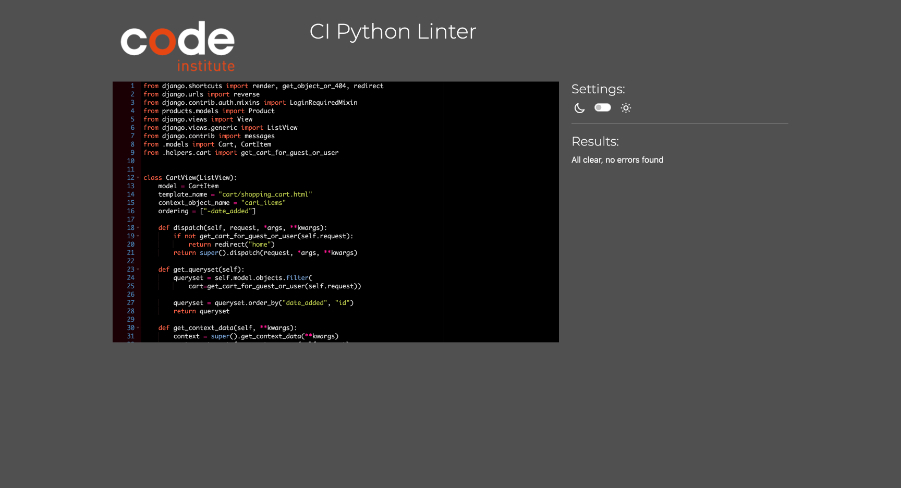 code
institute
CI Python Linter
1 from django.shortcuts import render, get_object_or_404, redirect
2 from django.urls import reverse
3 from django.contrib.auth.mixins import LoginRequiredMixin
4 from products.models import Product
5 from django.views import View
6 from django.views.generic import ListView
7 from django.contrib import messages
8 from .models import Cart, CartItem
9 from .helpers.cart import get_cart_for_guest_or_user
10
11
12 class CartView(ListView):
13     model = CartItem
14     template_name = "cart/shopping_cart.html"
15     context_object_name = "cart_items"
16     ordering = ["-date_added"]
17
18     def dispatch(self, request, *args, **kwargs):
19         if not get_cart_for_guest_or_user(self.request):
20             return redirect("home")
21         return super().dispatch(request, *args, **kwargs)
22
23     def get_queryset(self):
24         queryset = self.model.objects.filter(
25             cart=get_cart_for_guest_or_user(self.request))
26
27         queryset = queryset.order_by("date_added", "id")
28         return queryset
29
30     def get_context_data(self, **kwargs):
31         context = super().get_context_data(**kwargs)
Settings:
Results:
All clear, no errors found